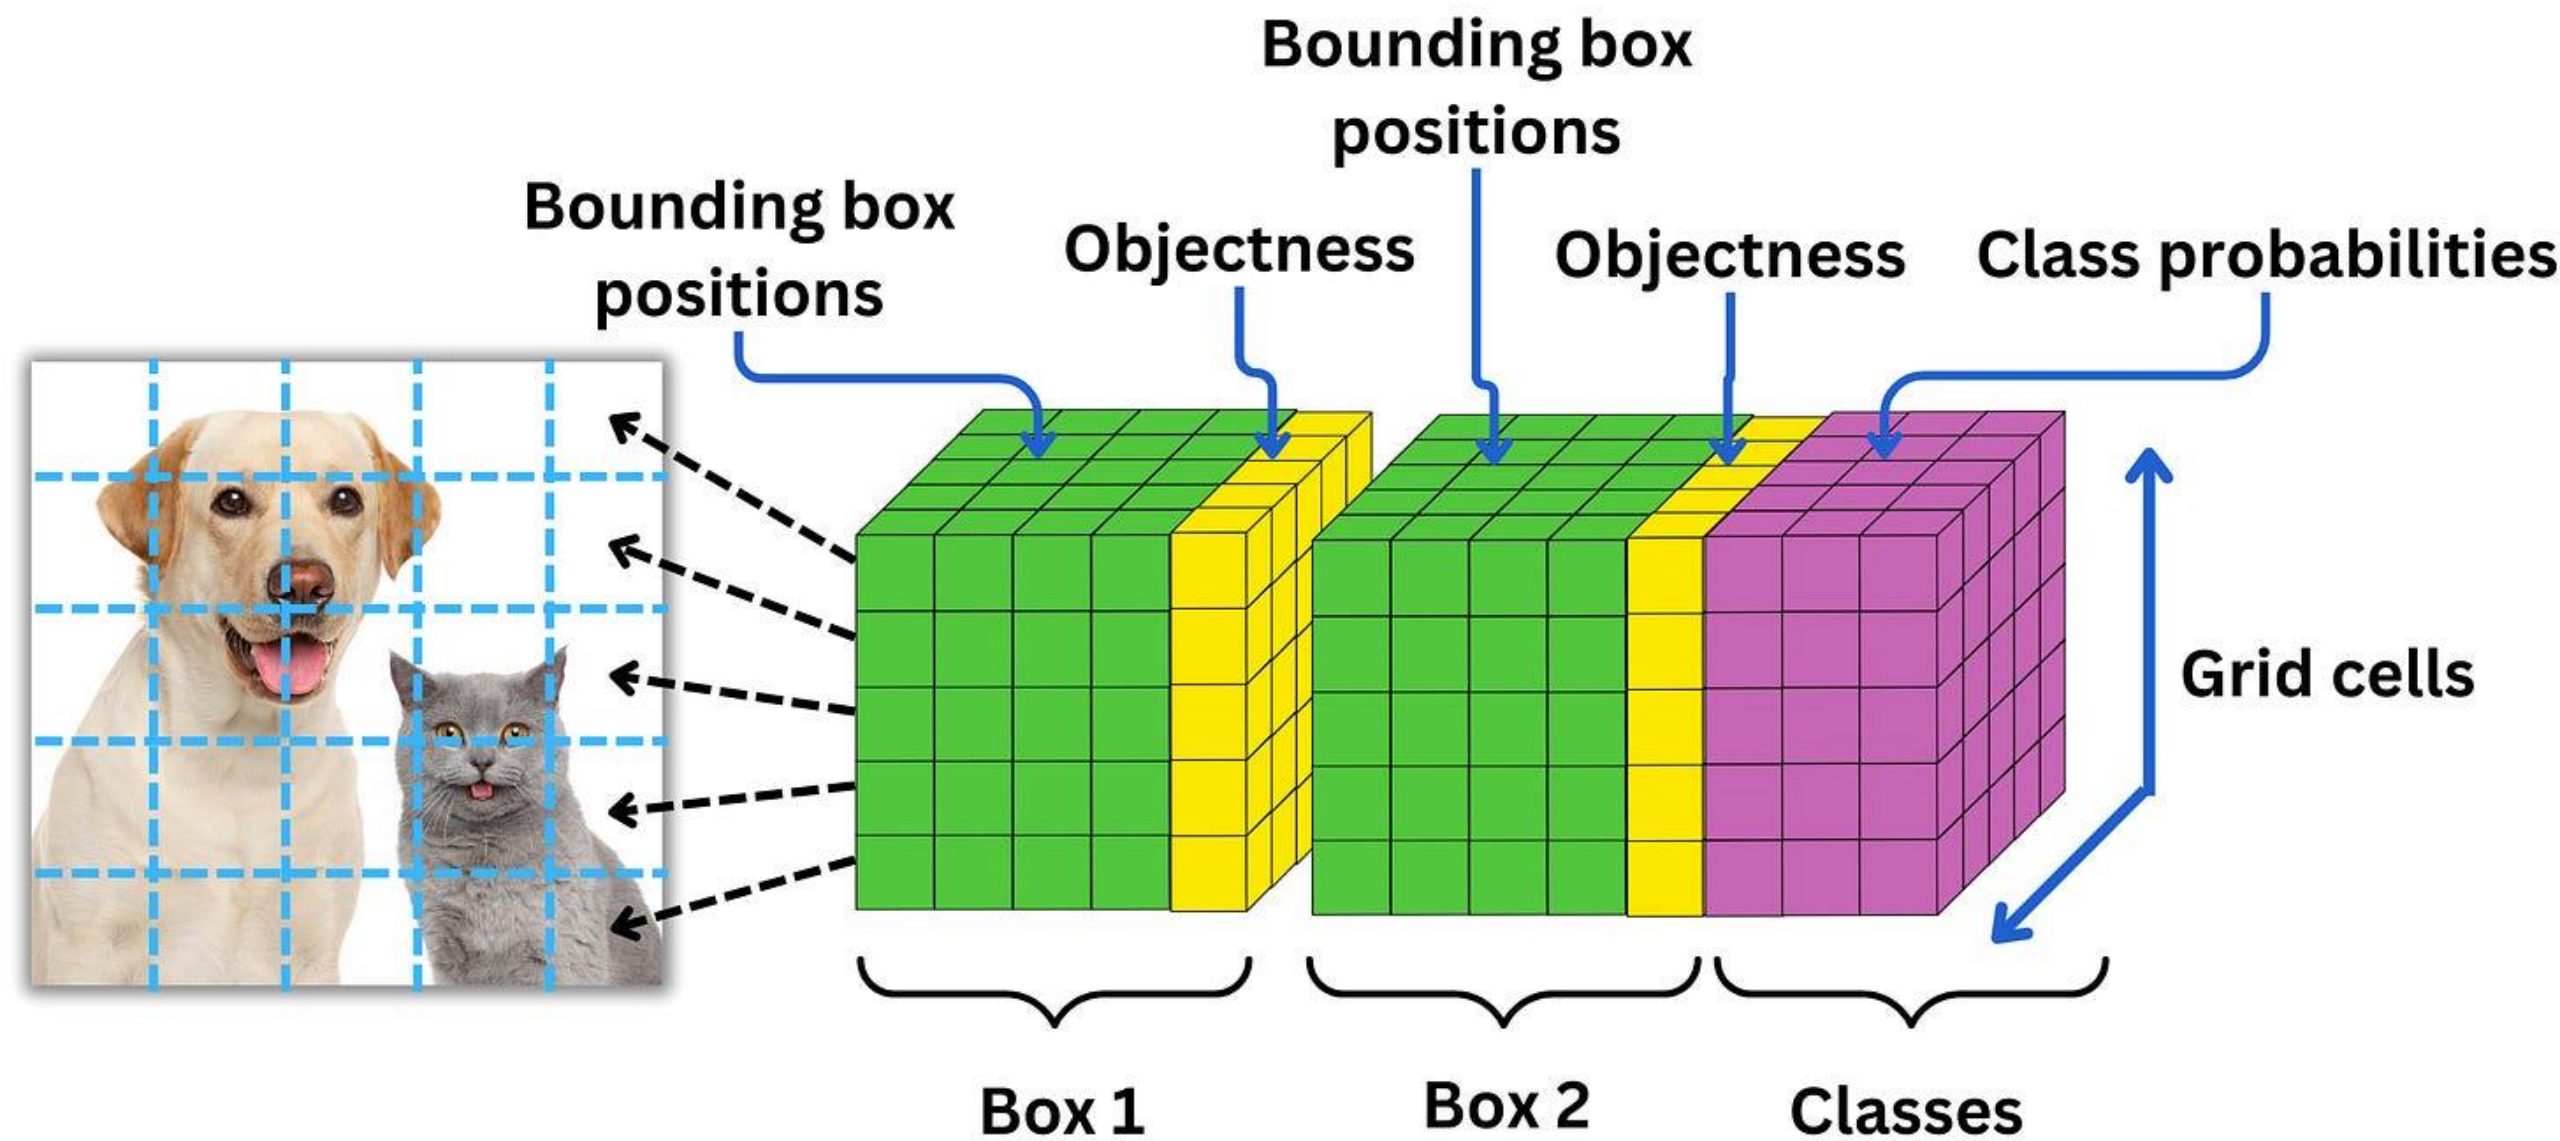 Bounding box
positions
Bounding box
positions
Objectness
Objectness
Class probabilities
Grid cells
Box 1
Box 2
Classes